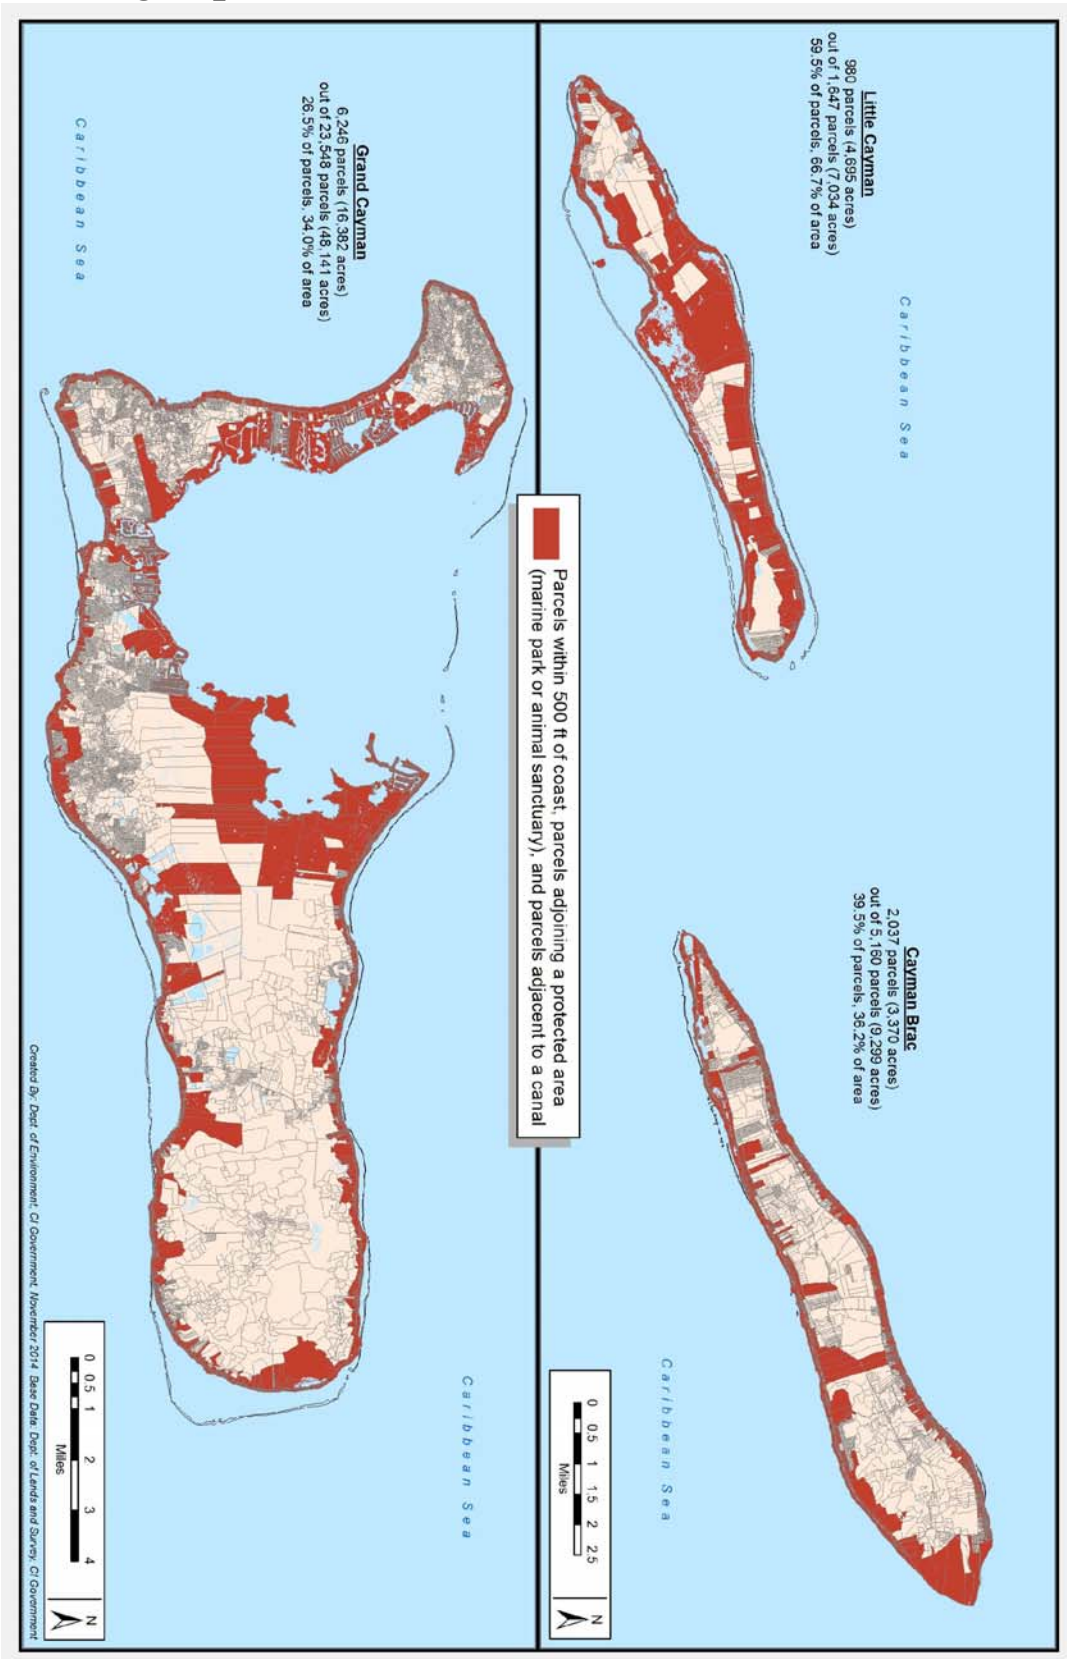 Little Cayman
980 parcels (4,695 acres)
out of 1,647 parcels (7,034 acres)
59.5% of parcels, 66.7% of area
Caribbean Sea
Cayman Brac
2,037 parcels (3,370 acres)
out of 5,160 parcels (9,299 acres)
39.5% of parcels, 36.2% of area
Caribbean Sea
0 0.5 1 1.5 2 2.5
Miles
N
Parcels within 500 ft of coast, parcels adjoining a protected area
(marine park or animal sanctuary), and parcels adjacent to a canal
Grand Cayman
6,246 parcels (16,382 acres)
out of 23,548 parcels (48,141 acres)
26.5% of parcels, 34.0% of area
Caribbean Sea
Caribbean Sea
0 0.5 1 2 3 4
Miles
N
Created By: Dept. of Environment, CI Government, November 2014 Base Data: Dept. of Lands and Survey, CI Government